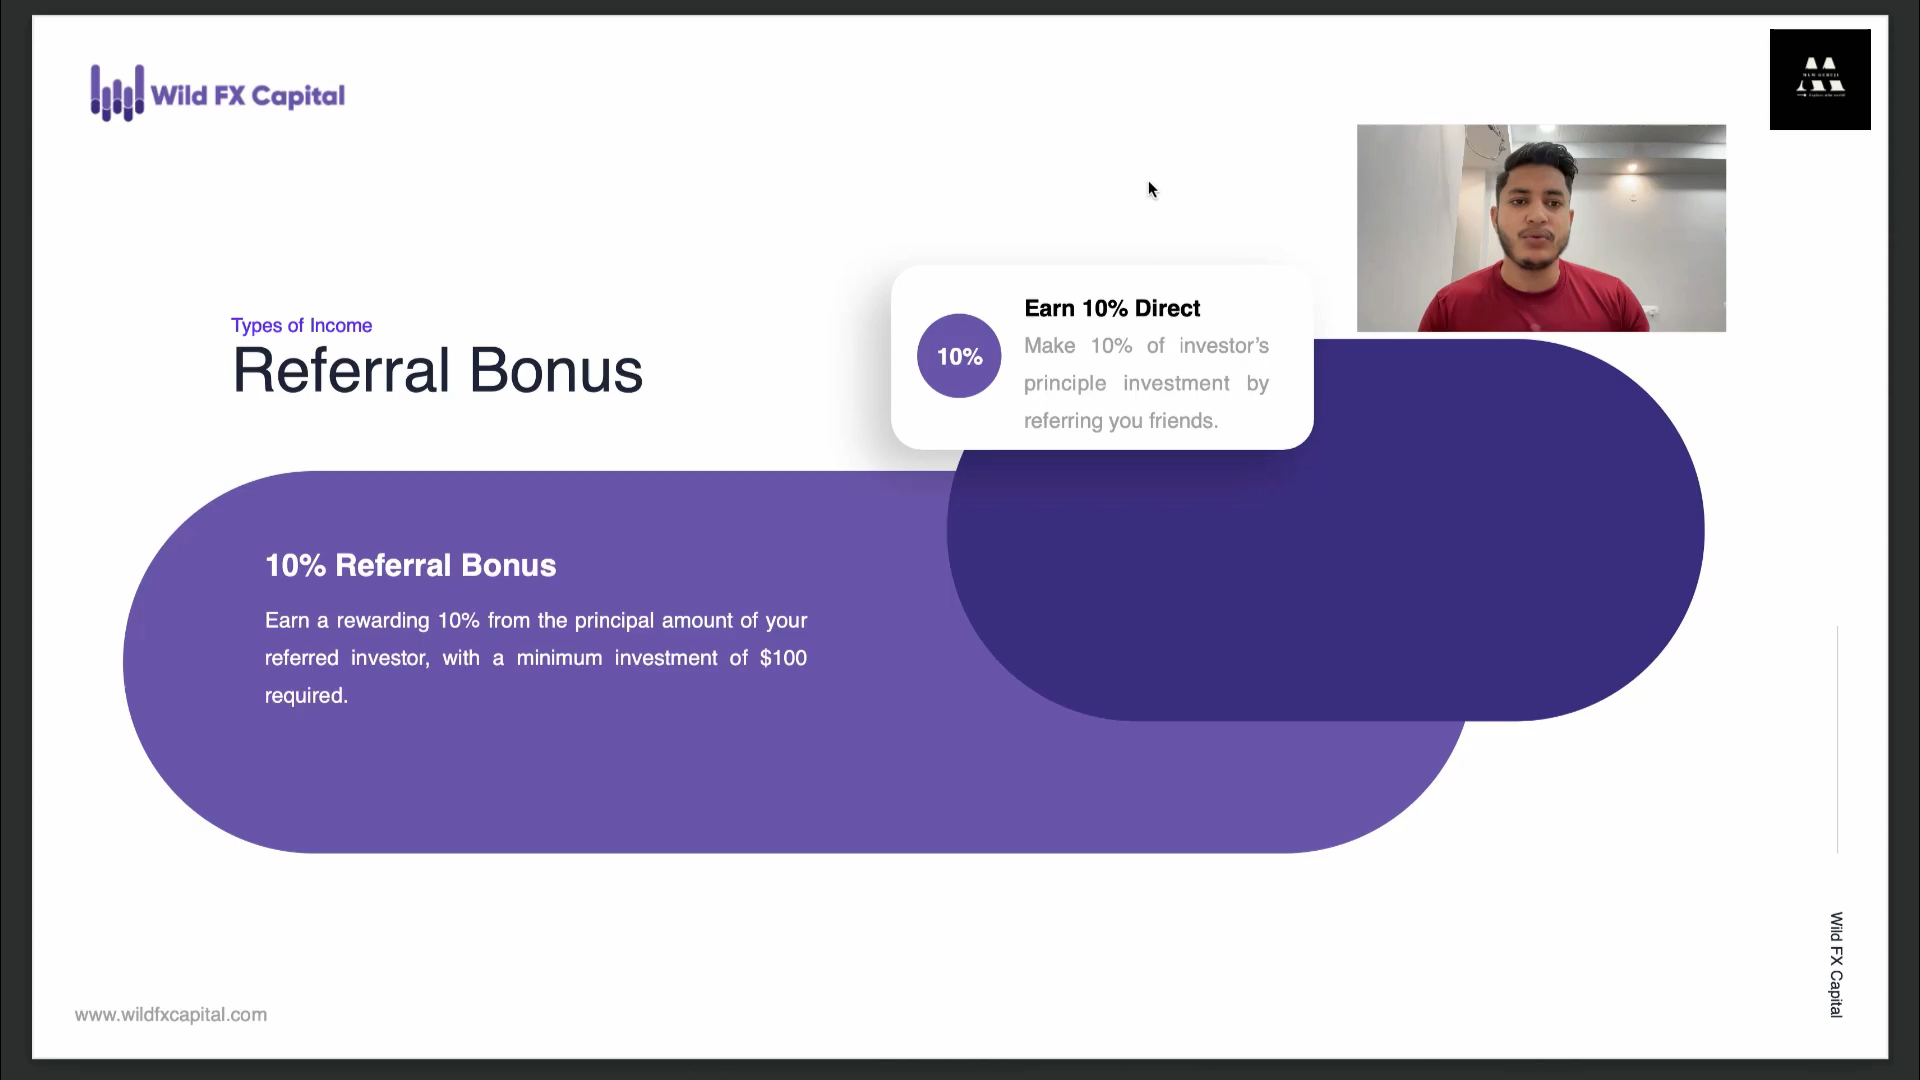 Wild FX Capital
Types of Income
Referral Bonus
10%
Earn 10% Direct
Make 10% of investor’s
principle investment by
referring you friends.
10% Referral Bonus
Earn a rewarding 10% from the principal amount of your
referred investor, with a minimum investment of $100
required.
Wild FX Capital
www.wildfxcapital.com